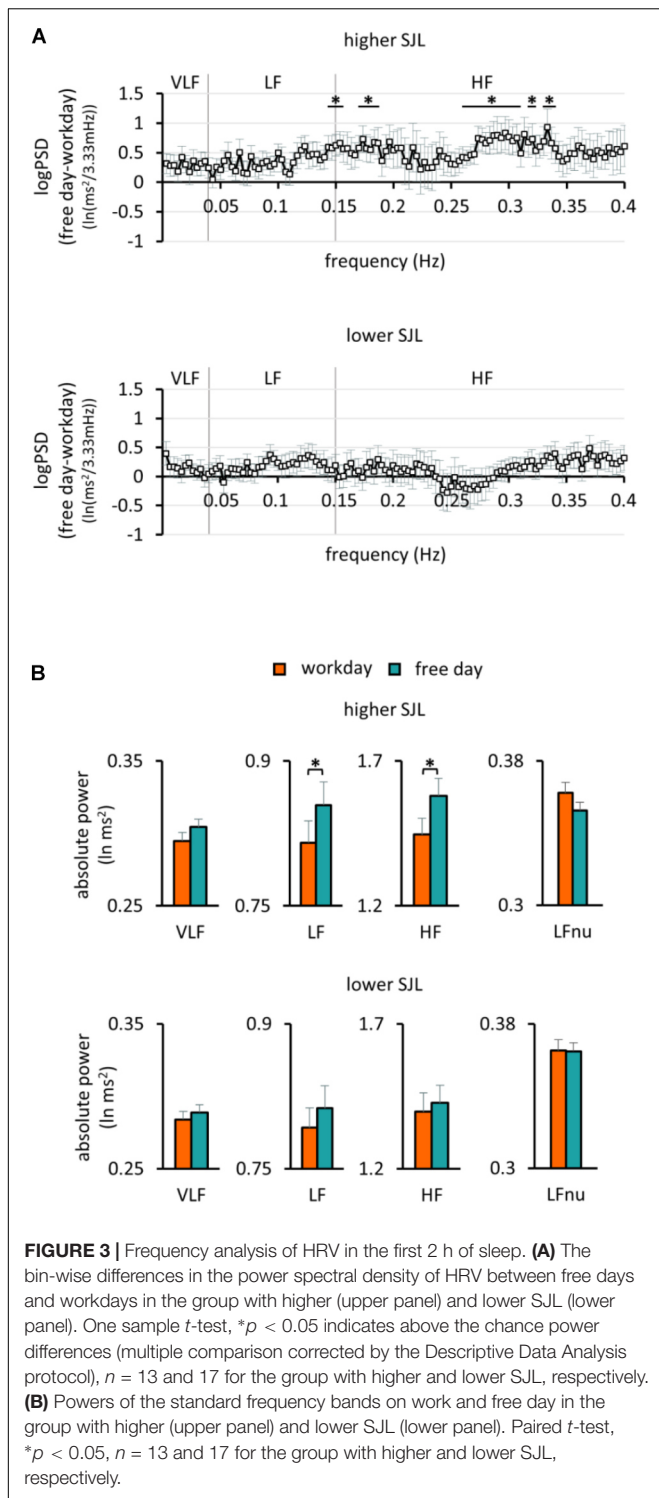 A
higher SJL
VLF LF HF
* * * * *
1.5
1
0.5
0
-0.5
-1
logPSD
(free day-workday)
(ln(ms²/3.33mHz))
0.05 0.1 0.15 0.2 0.25 0.3 0.35 0.4
frequency (Hz)
lower SJL
VLF LF HF
1.5
1
0.5
0
-0.5
-1
logPSD
(free day-workday)
(ln(ms²/3.33mHz))
0.05 0.1 0.15 0.2 0.25 0.3 0.35 0.4
frequency (Hz)
B
workday free day
higher SJL
absolute power
(ln ms²)
0.35 0.9 1.7 0.38
* *
0.25 0.75 1.2 0.3
VLF LF HF LFnu
lower SJL
absolute power
(ln ms²)
0.35 0.9 1.7 0.38
0.25 0.75 1.2 0.3
VLF LF HF LFnu
FIGURE 3 | Frequency analysis of HRV in the first 2 h of sleep. (A) The
bin-wise differences in the power spectral density of HRV between free days
and workdays in the group with higher (upper panel) and lower SJL (lower
panel). One sample t-test, *p < 0.05 indicates above the chance power
differences (multiple comparison corrected by the Descriptive Data Analysis
protocol), n = 13 and 17 for the group with higher and lower SJL, respectively.
(B) Powers of the standard frequency bands on work and free day in the
group with higher (upper panel) and lower SJL (lower panel). Paired t-test,
*p < 0.05, n = 13 and 17 for the group with higher and lower SJL,
respectively.